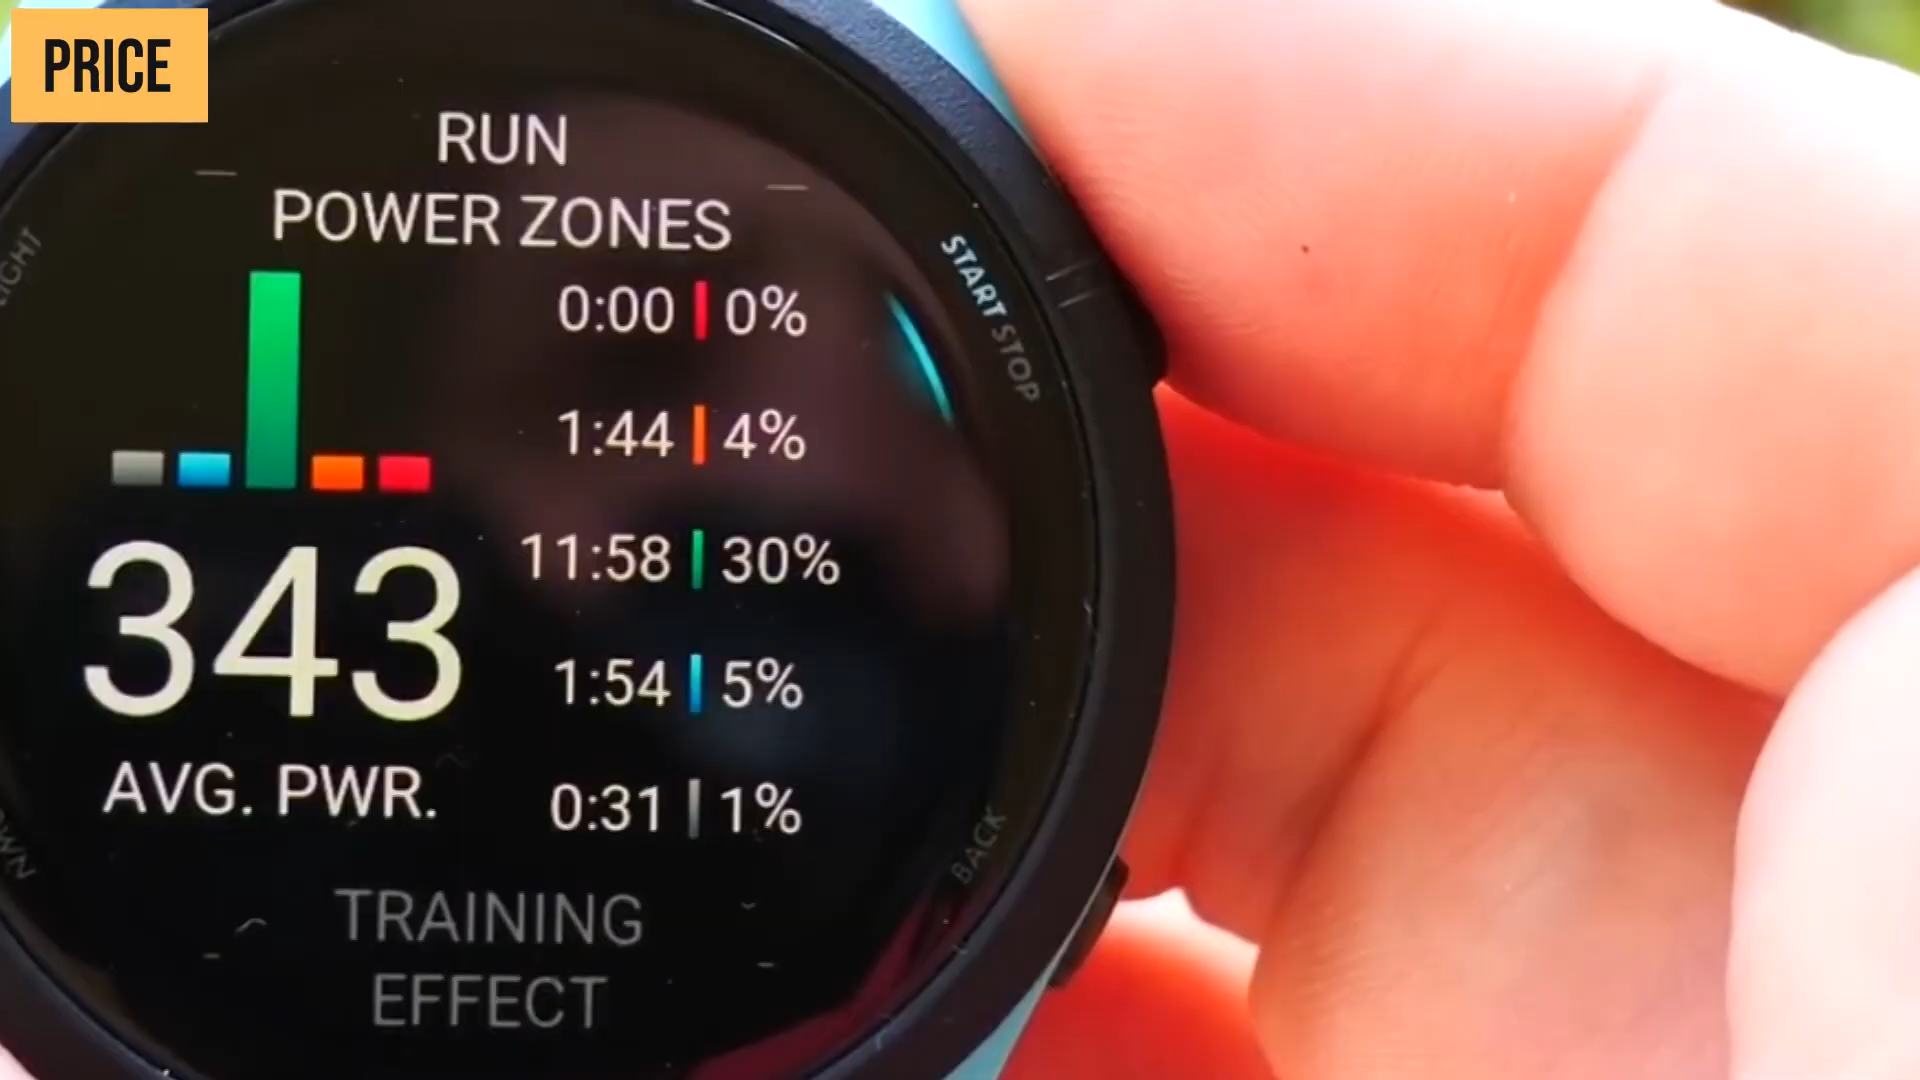 PRICE
RUN
POWER ZONES
0:00 0%
START STOP
1:44 4%
11:58 30%
343
1:54 5%
AVG. PWR.
0:31 1%
BACK
TRAINING
EFFECT